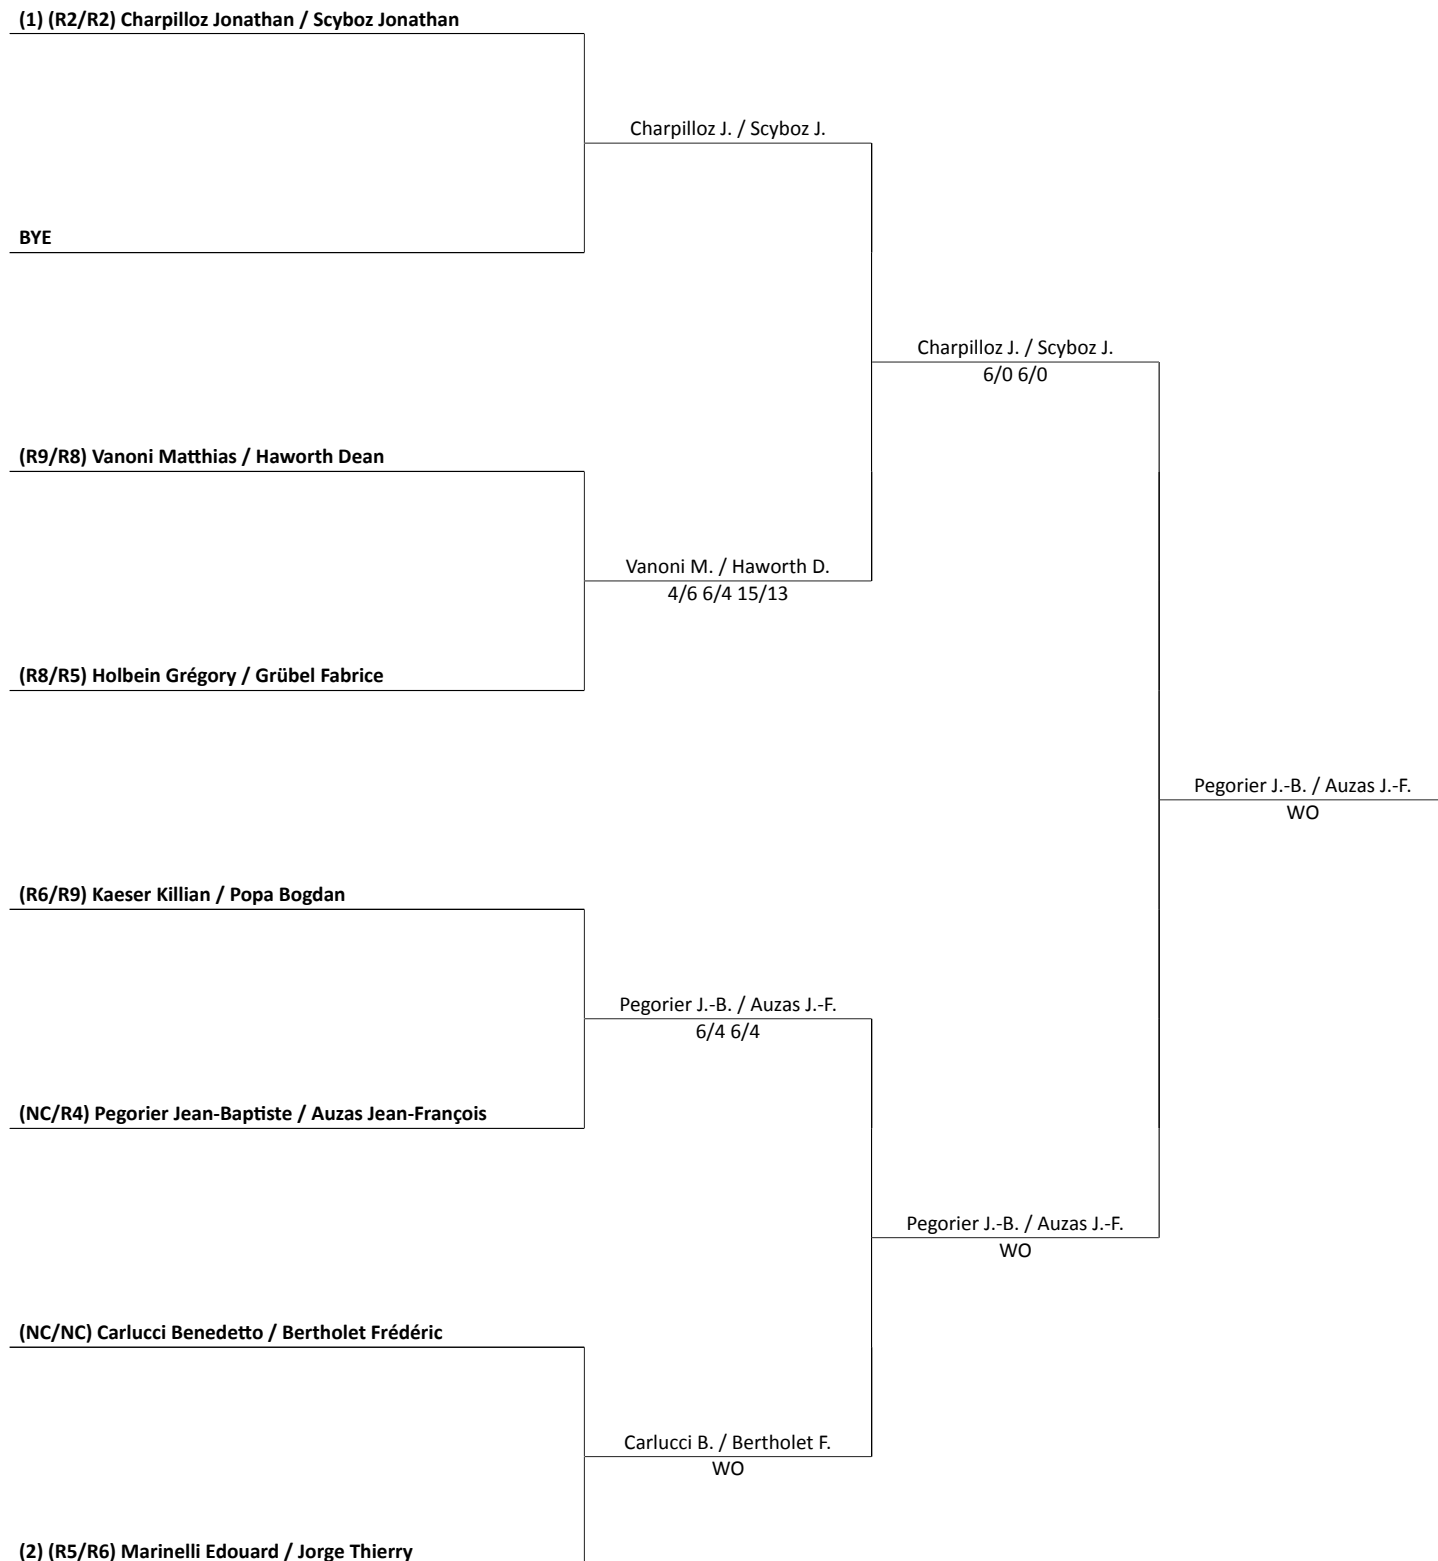 (1) (R2/R2) Charpilloz Jonathan / Scyboz Jonathan
Charpilloz J. / Scyboz J.
BYE
Charpilloz J. / Scyboz J.
6/0 6/0
(R9/R8) Vanoni Matthias / Haworth Dean
Vanoni M. / Haworth D.
4/6 6/4 15/13
(R8/R5) Holbein Grégory / Grübel Fabrice
Pegorier J.-B. / Auzas J.-F.
WO
(R6/R9) Kaeser Killian / Popa Bogdan
Pegorier J.-B. / Auzas J.-F.
6/4 6/4
(NC/R4) Pegorier Jean-Baptiste / Auzas Jean-François
Pegorier J.-B. / Auzas J.-F.
WO
(NC/NC) Carlucci Benedetto / Bertholet Frédéric
Carlucci B. / Bertholet F.
WO
(2) (R5/R6) Marinelli Edouard / Jorge Thierry